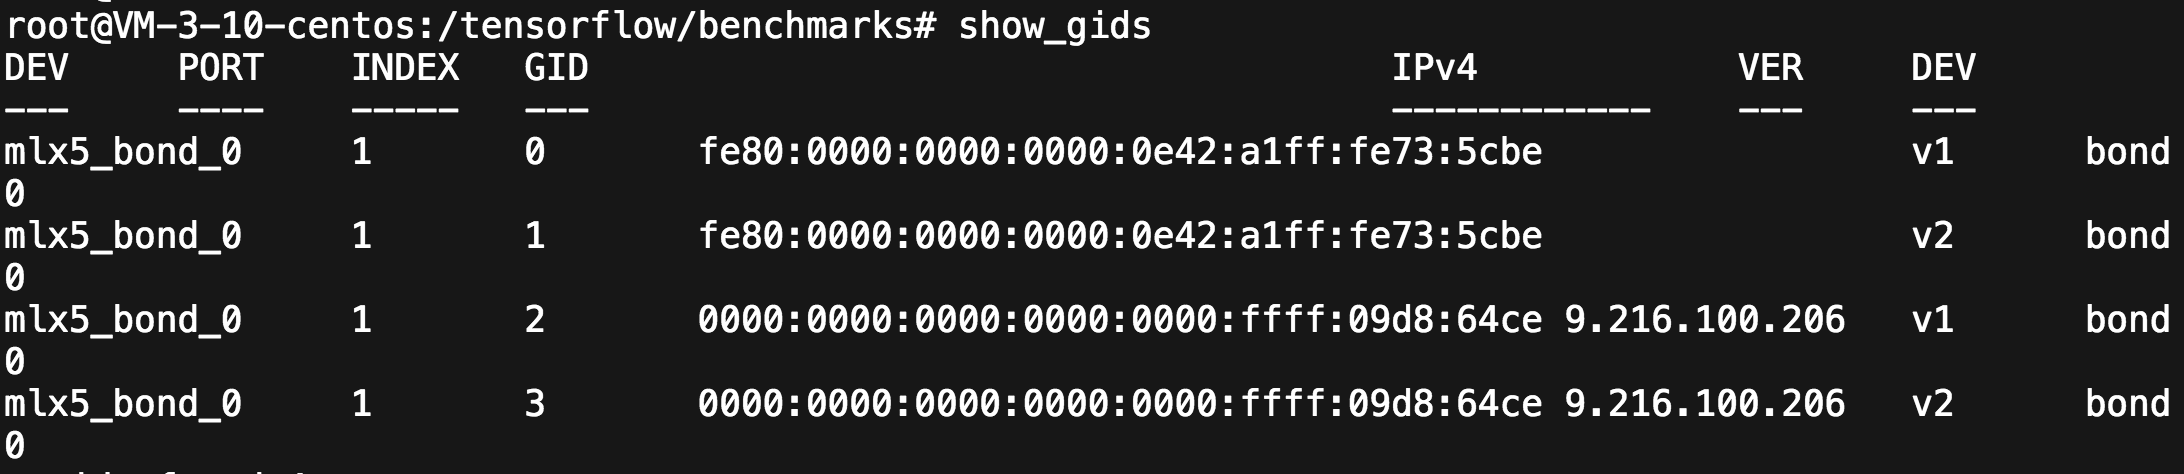 root@VM-3-10-centos:/tensorflow/benchmarks# show_gids
DEV     PORT    INDEX   GID                                     IPv4            VER     DEV
---     ----    -----   ---                                     ------------    ---     ---
mlx5_bond_0     1       0       fe80:0000:0000:0000:0e42:a1ff:fe73:5cbe                 v1      bond
0
mlx5_bond_0     1       1       fe80:0000:0000:0000:0e42:a1ff:fe73:5cbe                 v2      bond
0
mlx5_bond_0     1       2       0000:0000:0000:0000:0000:ffff:09d8:64ce 9.216.100.206   v1      bond
0
mlx5_bond_0     1       3       0000:0000:0000:0000:0000:ffff:09d8:64ce 9.216.100.206   v2      bond
0